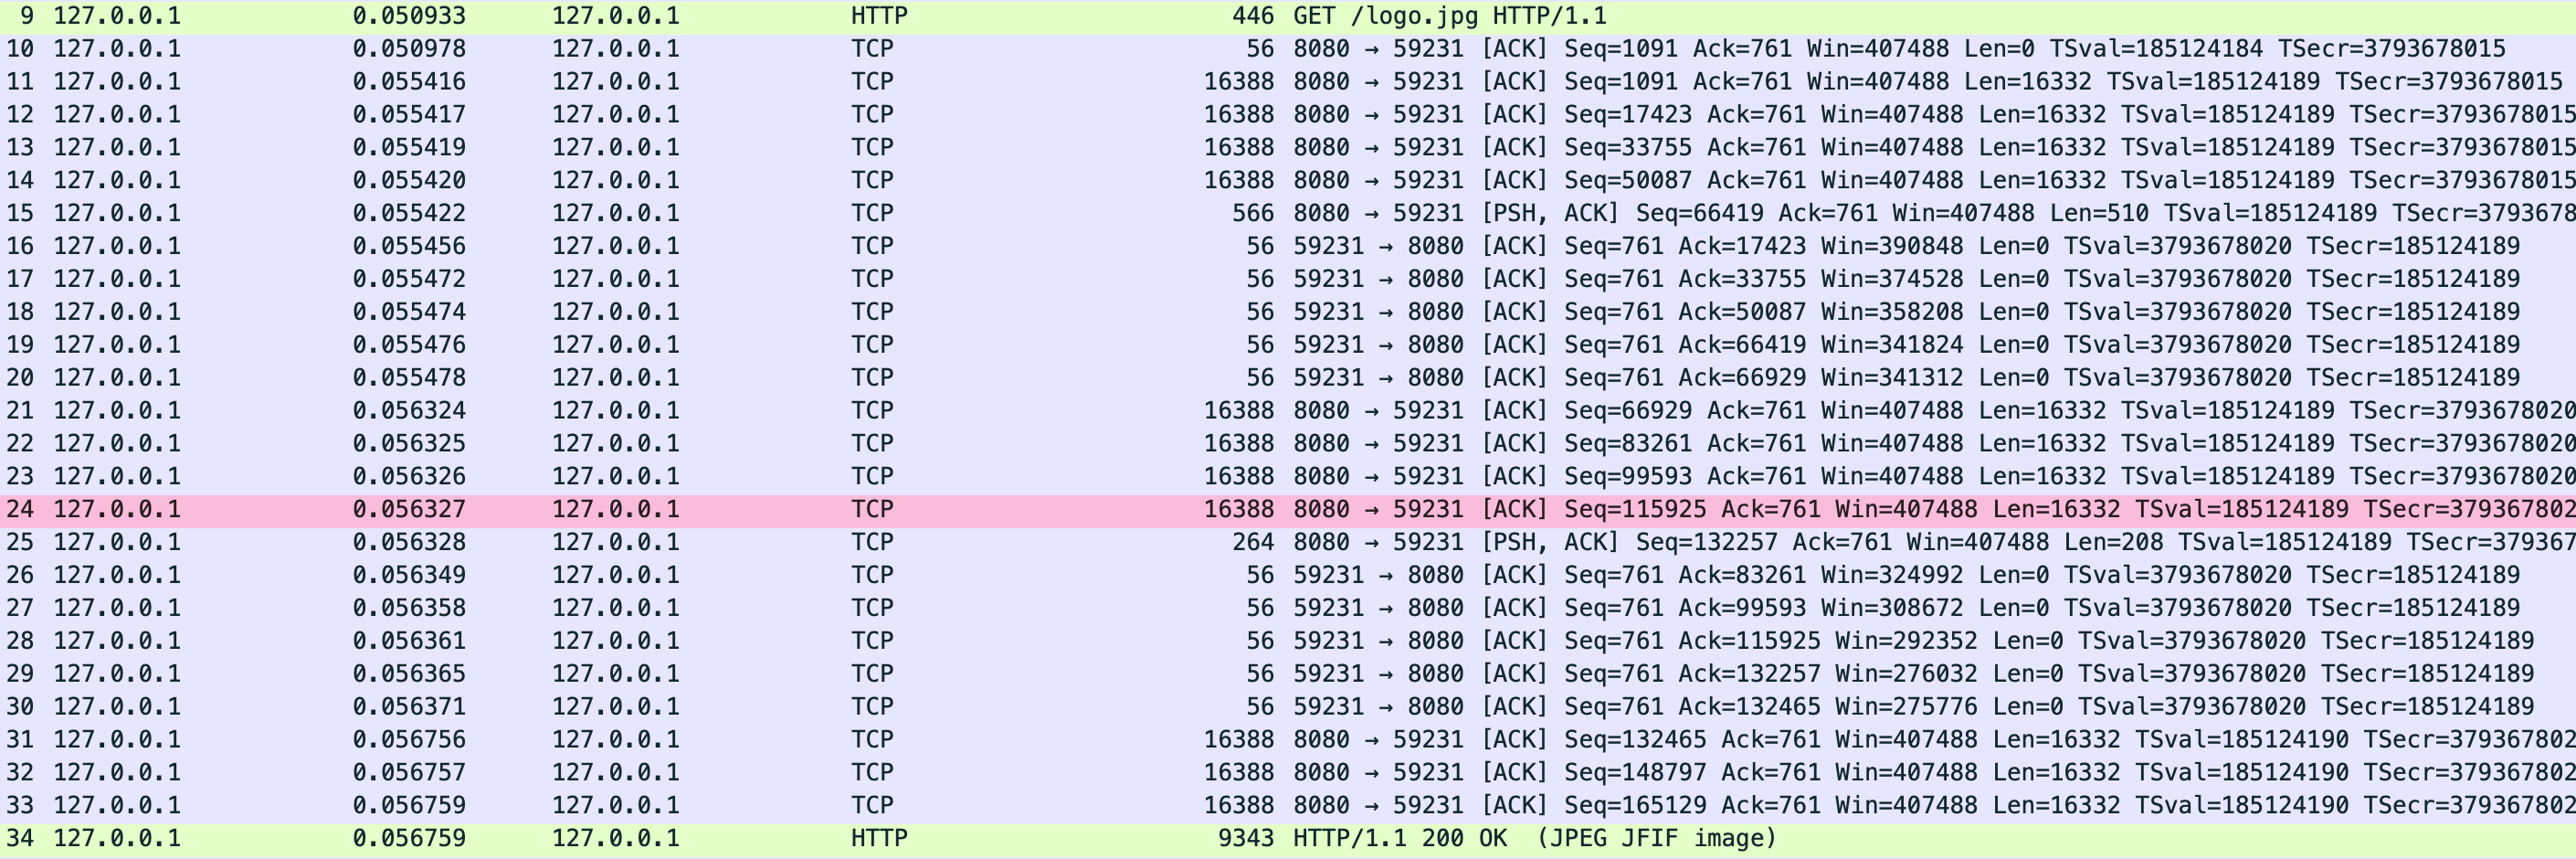 9 127.0.0.1 0.050933 127.0.0.1 HTTP 446 GET /logo.jpg HTTP/1.1
10 127.0.0.1 0.050978 127.0.0.1 TCP 56 8080 → 59231 [ACK] Seq=1091 Ack=761 Win=407488 Len=0 TSval=185124184 TSecr=3793678015
11 127.0.0.1 0.055416 127.0.0.1 TCP 16388 8080 → 59231 [ACK] Seq=1091 Ack=761 Win=407488 Len=16332 TSval=185124189 TSecr=3793678015
12 127.0.0.1 0.055417 127.0.0.1 TCP 16388 8080 → 59231 [ACK] Seq=17423 Ack=761 Win=407488 Len=16332 TSval=185124189 TSecr=3793678015
13 127.0.0.1 0.055419 127.0.0.1 TCP 16388 8080 → 59231 [ACK] Seq=33755 Ack=761 Win=407488 Len=16332 TSval=185124189 TSecr=3793678015
14 127.0.0.1 0.055420 127.0.0.1 TCP 16388 8080 → 59231 [ACK] Seq=50087 Ack=761 Win=407488 Len=16332 TSval=185124189 TSecr=3793678015
15 127.0.0.1 0.055422 127.0.0.1 TCP 566 8080 → 59231 [PSH, ACK] Seq=66419 Ack=761 Win=407488 Len=510 TSval=185124189 TSecr=3793678
16 127.0.0.1 0.055456 127.0.0.1 TCP 56 59231 → 8080 [ACK] Seq=761 Ack=17423 Win=390848 Len=0 TSval=3793678020 TSecr=185124189
17 127.0.0.1 0.055472 127.0.0.1 TCP 56 59231 → 8080 [ACK] Seq=761 Ack=33755 Win=374528 Len=0 TSval=3793678020 TSecr=185124189
18 127.0.0.1 0.055474 127.0.0.1 TCP 56 59231 → 8080 [ACK] Seq=761 Ack=50087 Win=358208 Len=0 TSval=3793678020 TSecr=185124189
19 127.0.0.1 0.055476 127.0.0.1 TCP 56 59231 → 8080 [ACK] Seq=761 Ack=66419 Win=341824 Len=0 TSval=3793678020 TSecr=185124189
20 127.0.0.1 0.055478 127.0.0.1 TCP 56 59231 → 8080 [ACK] Seq=761 Ack=66929 Win=341312 Len=0 TSval=3793678020 TSecr=185124189
21 127.0.0.1 0.056324 127.0.0.1 TCP 16388 8080 → 59231 [ACK] Seq=66929 Ack=761 Win=407488 Len=16332 TSval=185124189 TSecr=3793678020
22 127.0.0.1 0.056325 127.0.0.1 TCP 16388 8080 → 59231 [ACK] Seq=83261 Ack=761 Win=407488 Len=16332 TSval=185124189 TSecr=3793678020
23 127.0.0.1 0.056326 127.0.0.1 TCP 16388 8080 → 59231 [ACK] Seq=99593 Ack=761 Win=407488 Len=16332 TSval=185124189 TSecr=3793678020
24 127.0.0.1 0.056327 127.0.0.1 TCP 16388 8080 → 59231 [ACK] Seq=115925 Ack=761 Win=407488 Len=16332 TSval=185124189 TSecr=379367802
25 127.0.0.1 0.056328 127.0.0.1 TCP 264 8080 → 59231 [PSH, ACK] Seq=132257 Ack=761 Win=407488 Len=208 TSval=185124189 TSecr=379367
26 127.0.0.1 0.056349 127.0.0.1 TCP 56 59231 → 8080 [ACK] Seq=761 Ack=83261 Win=324992 Len=0 TSval=3793678020 TSecr=185124189
27 127.0.0.1 0.056358 127.0.0.1 TCP 56 59231 → 8080 [ACK] Seq=761 Ack=99593 Win=308672 Len=0 TSval=3793678020 TSecr=185124189
28 127.0.0.1 0.056361 127.0.0.1 TCP 56 59231 → 8080 [ACK] Seq=761 Ack=115925 Win=292352 Len=0 TSval=3793678020 TSecr=185124189
29 127.0.0.1 0.056365 127.0.0.1 TCP 56 59231 → 8080 [ACK] Seq=761 Ack=132257 Win=276032 Len=0 TSval=3793678020 TSecr=185124189
30 127.0.0.1 0.056371 127.0.0.1 TCP 56 59231 → 8080 [ACK] Seq=761 Ack=132465 Win=275776 Len=0 TSval=3793678020 TSecr=185124189
31 127.0.0.1 0.056756 127.0.0.1 TCP 16388 8080 → 59231 [ACK] Seq=132465 Ack=761 Win=407488 Len=16332 TSval=185124190 TSecr=379367802
32 127.0.0.1 0.056757 127.0.0.1 TCP 16388 8080 → 59231 [ACK] Seq=148797 Ack=761 Win=407488 Len=16332 TSval=185124190 TSecr=379367802
33 127.0.0.1 0.056759 127.0.0.1 TCP 16388 8080 → 59231 [ACK] Seq=165129 Ack=761 Win=407488 Len=16332 TSval=185124190 TSecr=379367802
34 127.0.0.1 0.056759 127.0.0.1 HTTP 9343 HTTP/1.1 200 OK (JPEG JFIF image)